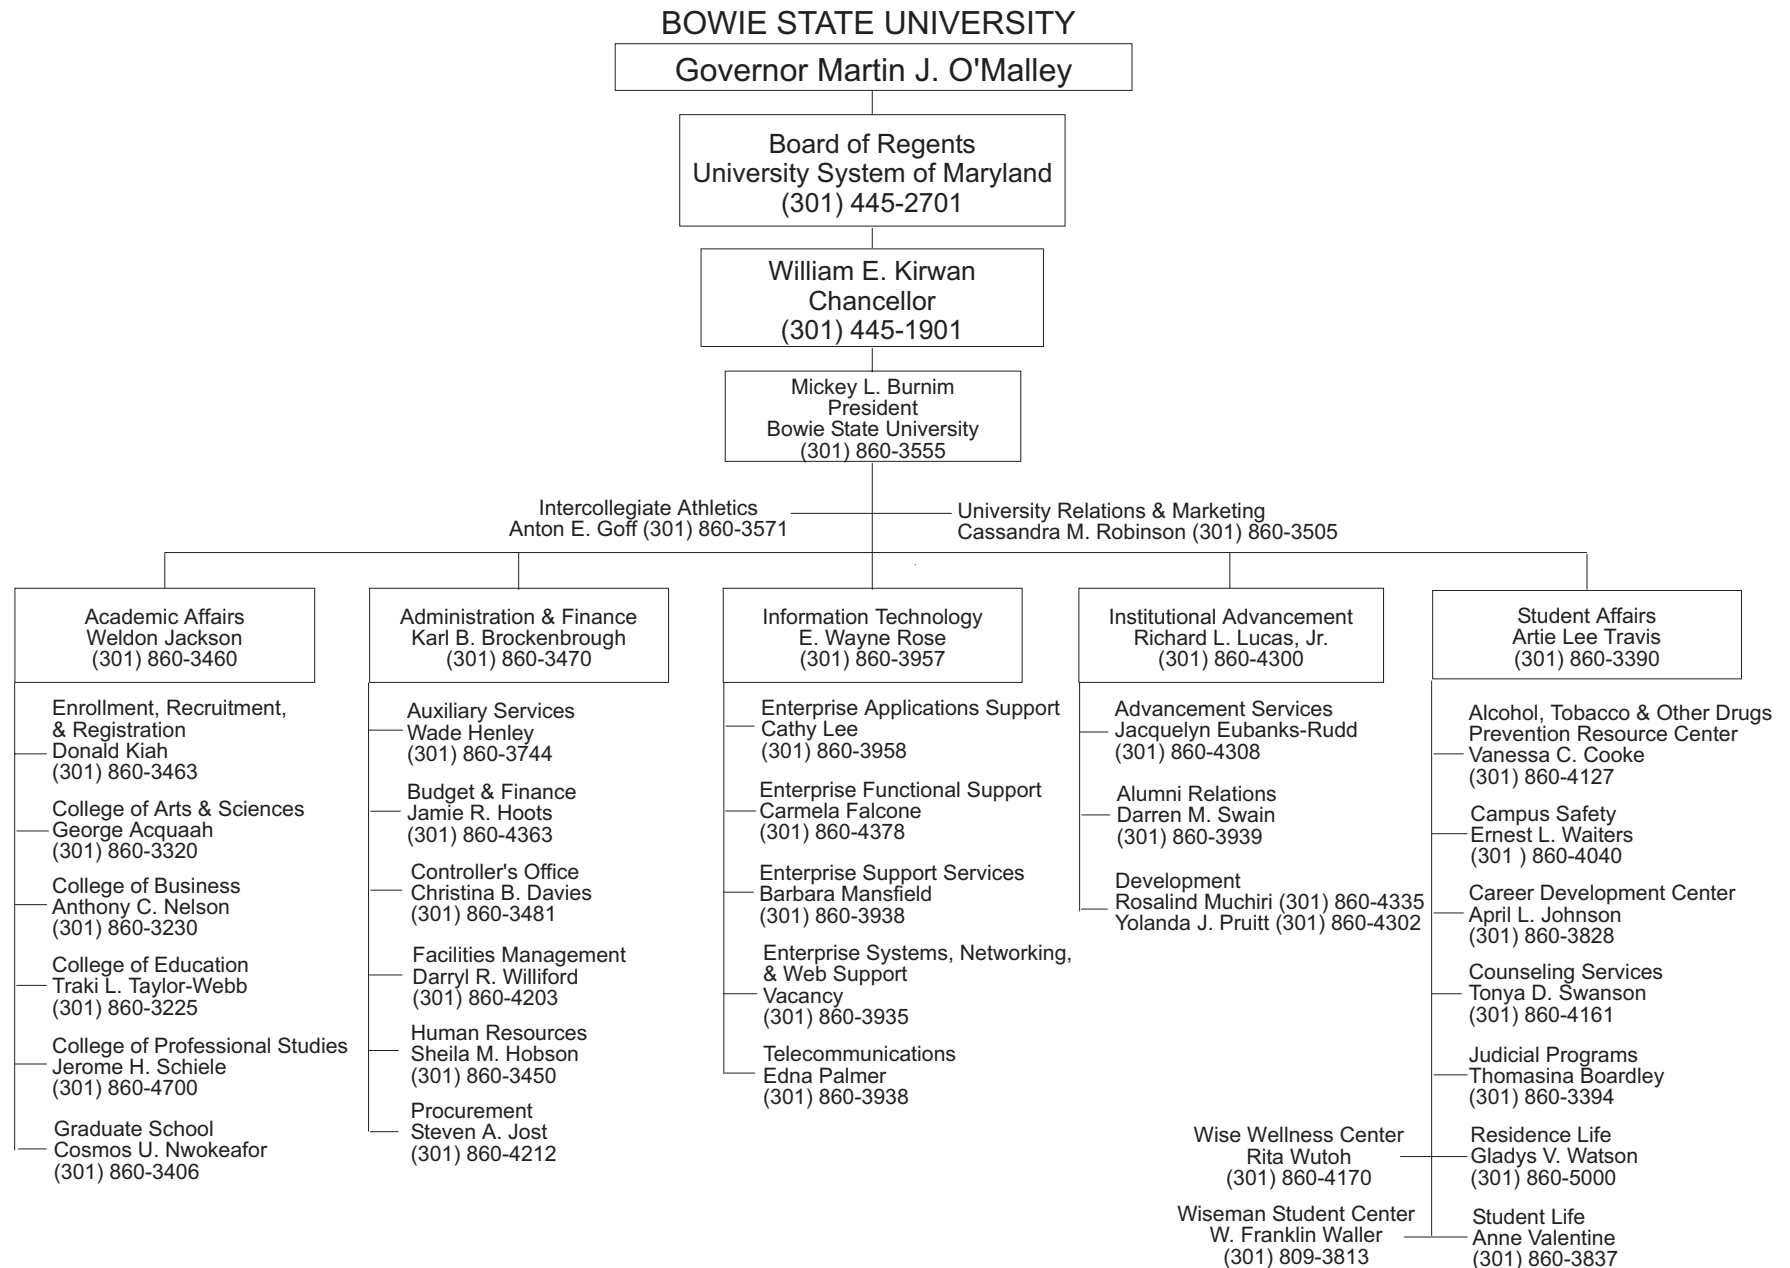 BOWIE STATE UNIVERSITY
Governor Martin J. O'Malley
Board of Regents
University System of Maryland
(301) 445-2701
William E. Kirwan
Chancellor
(301) 445-1901
Mickey L. Burnim
President
Bowie State University
(301) 860-3555
Intercollegiate Athletics
Anton E. Goff (301) 860-3571
University Relations & Marketing
Cassandra M. Robinson (301) 860-3505
Academic Affairs
Weldon Jackson
(301) 860-3460
Enrollment, Recruitment,
& Registration
Donald Kiah
(301) 860-3463
College of Arts & Sciences
George Acquaah
(301) 860-3320
College of Business
Anthony C. Nelson
(301) 860-3230
College of Education
Traki L. Taylor-Webb
(301) 860-3225
College of Professional Studies
Jerome H. Schiele
(301) 860-4700
Graduate School
Cosmos U. Nwokeafor
(301) 860-3406
Administration & Finance
Karl B. Brockenbrough
(301) 860-3470
Auxiliary Services
Wade Henley
(301) 860-3744
Budget & Finance
Jamie R. Hoots
(301) 860-4363
Controller's Office
Christina B. Davies
(301) 860-3481
Facilities Management
Darryl R. Williford
(301) 860-4203
Human Resources
Sheila M. Hobson
(301) 860-3450
Procurement
Steven A. Jost
(301) 860-4212
Information Technology
E. Wayne Rose
(301) 860-3957
Enterprise Applications Support
Cathy Lee
(301) 860-3958
Enterprise Functional Support
Carmela Falcone
(301) 860-4378
Enterprise Support Services
Barbara Mansfield
(301) 860-3938
Enterprise Systems, Networking,
& Web Support
Vacancy
(301) 860-3935
Telecommunications
Edna Palmer
(301) 860-3938
Institutional Advancement
Richard L. Lucas, Jr.
(301) 860-4300
Advancement Services
Jacquelyn Eubanks-Rudd
(301) 860-4308
Alumni Relations
Darren M. Swain
(301) 860-3939
Development
Rosalind Muchiri (301) 860-4335
Yolanda J. Pruitt (301) 860-4302
Student Affairs
Artie Lee Travis
(301) 860-3390
Alcohol, Tobacco & Other Drugs
Prevention Resource Center
Vanessa C. Cooke
(301) 860-4127
Campus Safety
Ernest L. Waiters
(301 ) 860-4040
Career Development Center
April L. Johnson
(301) 860-3828
Counseling Services
Tonya D. Swanson
(301) 860-4161
Judicial Programs
Thomasina Boardley
(301) 860-3394
Wise Wellness Center
Rita Wutoh
(301) 860-4170
Residence Life
Gladys V. Watson
(301) 860-5000
Wiseman Student Center
W. Franklin Waller
(301) 809-3813
Student Life
Anne Valentine
(301) 860-3837